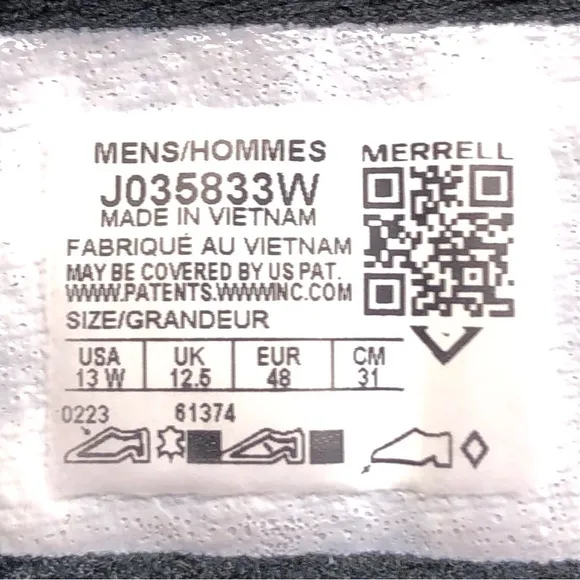 MENS/HOMMES
MERRELL
J035833W
MADE IN VIETNAM
FABRIQUÉ AU VIETNAM
MAY BE COVERED BY US PAT.
WWW.PATENTS.WWWINC.COM
SIZE/GRANDEUR
USA UK EUR CM
13 W 12.5 48 31
0223 61374